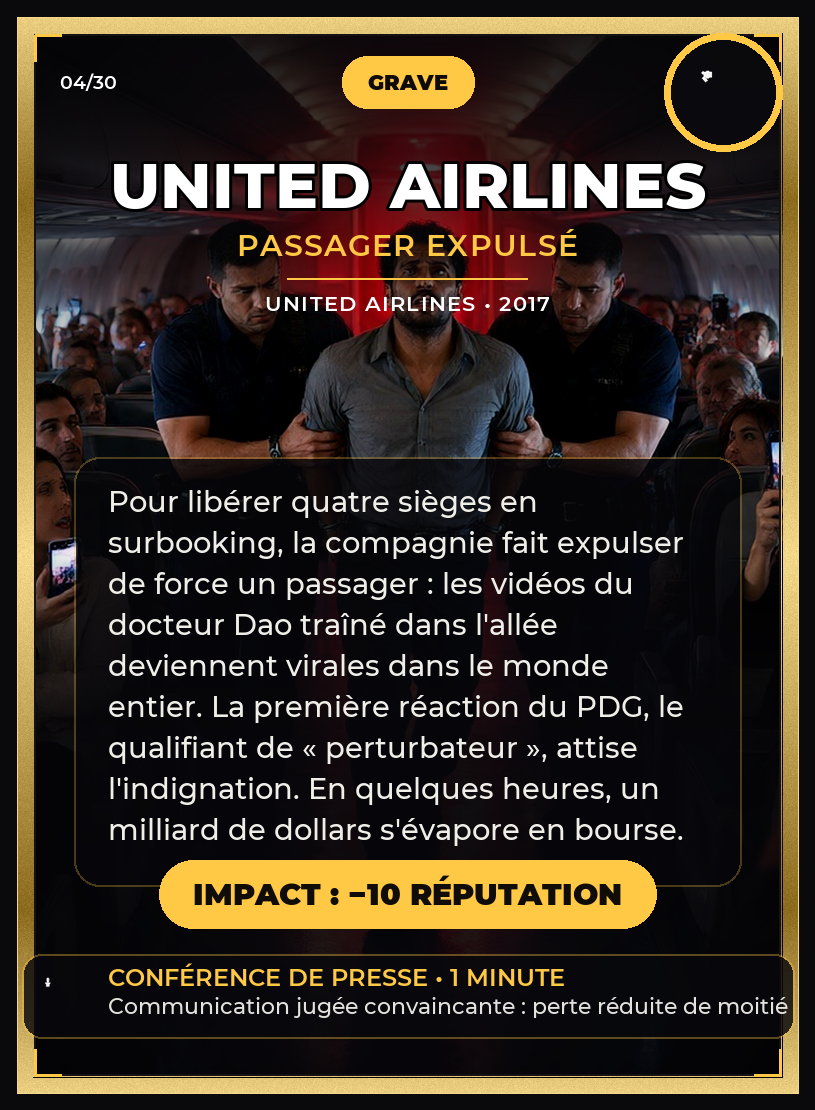 04/30
GRAVE
UNITED AIRLINES
PASSAGER EXPULSÉ
UNITED AIRLINES • 2017
Pour libérer quatre sièges en
surbooking, la compagnie fait expulser
de force un passager : les vidéos du
docteur Dao traîné dans l'allée
deviennent virales dans le monde
entier. La première réaction du PDG, le
qualifiant de « perturbateur », attise
l'indignation. En quelques heures, un
milliard de dollars s'évapore en bourse.
IMPACT : −10 RÉPUTATION
CONFÉRENCE DE PRESSE • 1 MINUTE
Communication jugée convaincante : perte réduite de moitié